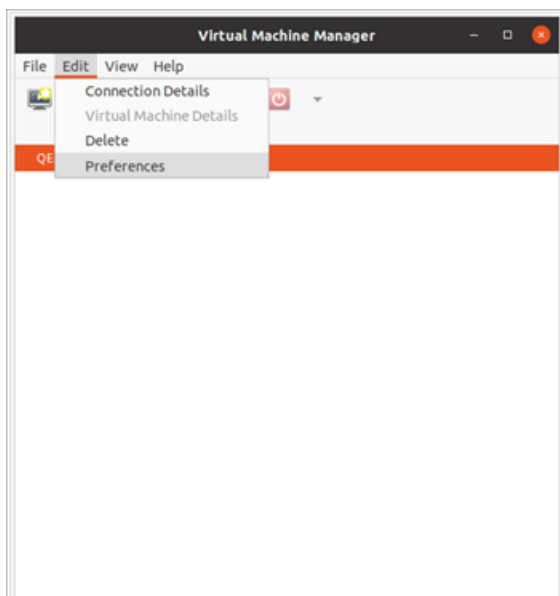 Virtual Machine Manager
File Edit View Help
Connection Details
Virtual Machine Details
Delete
QE
Preferences